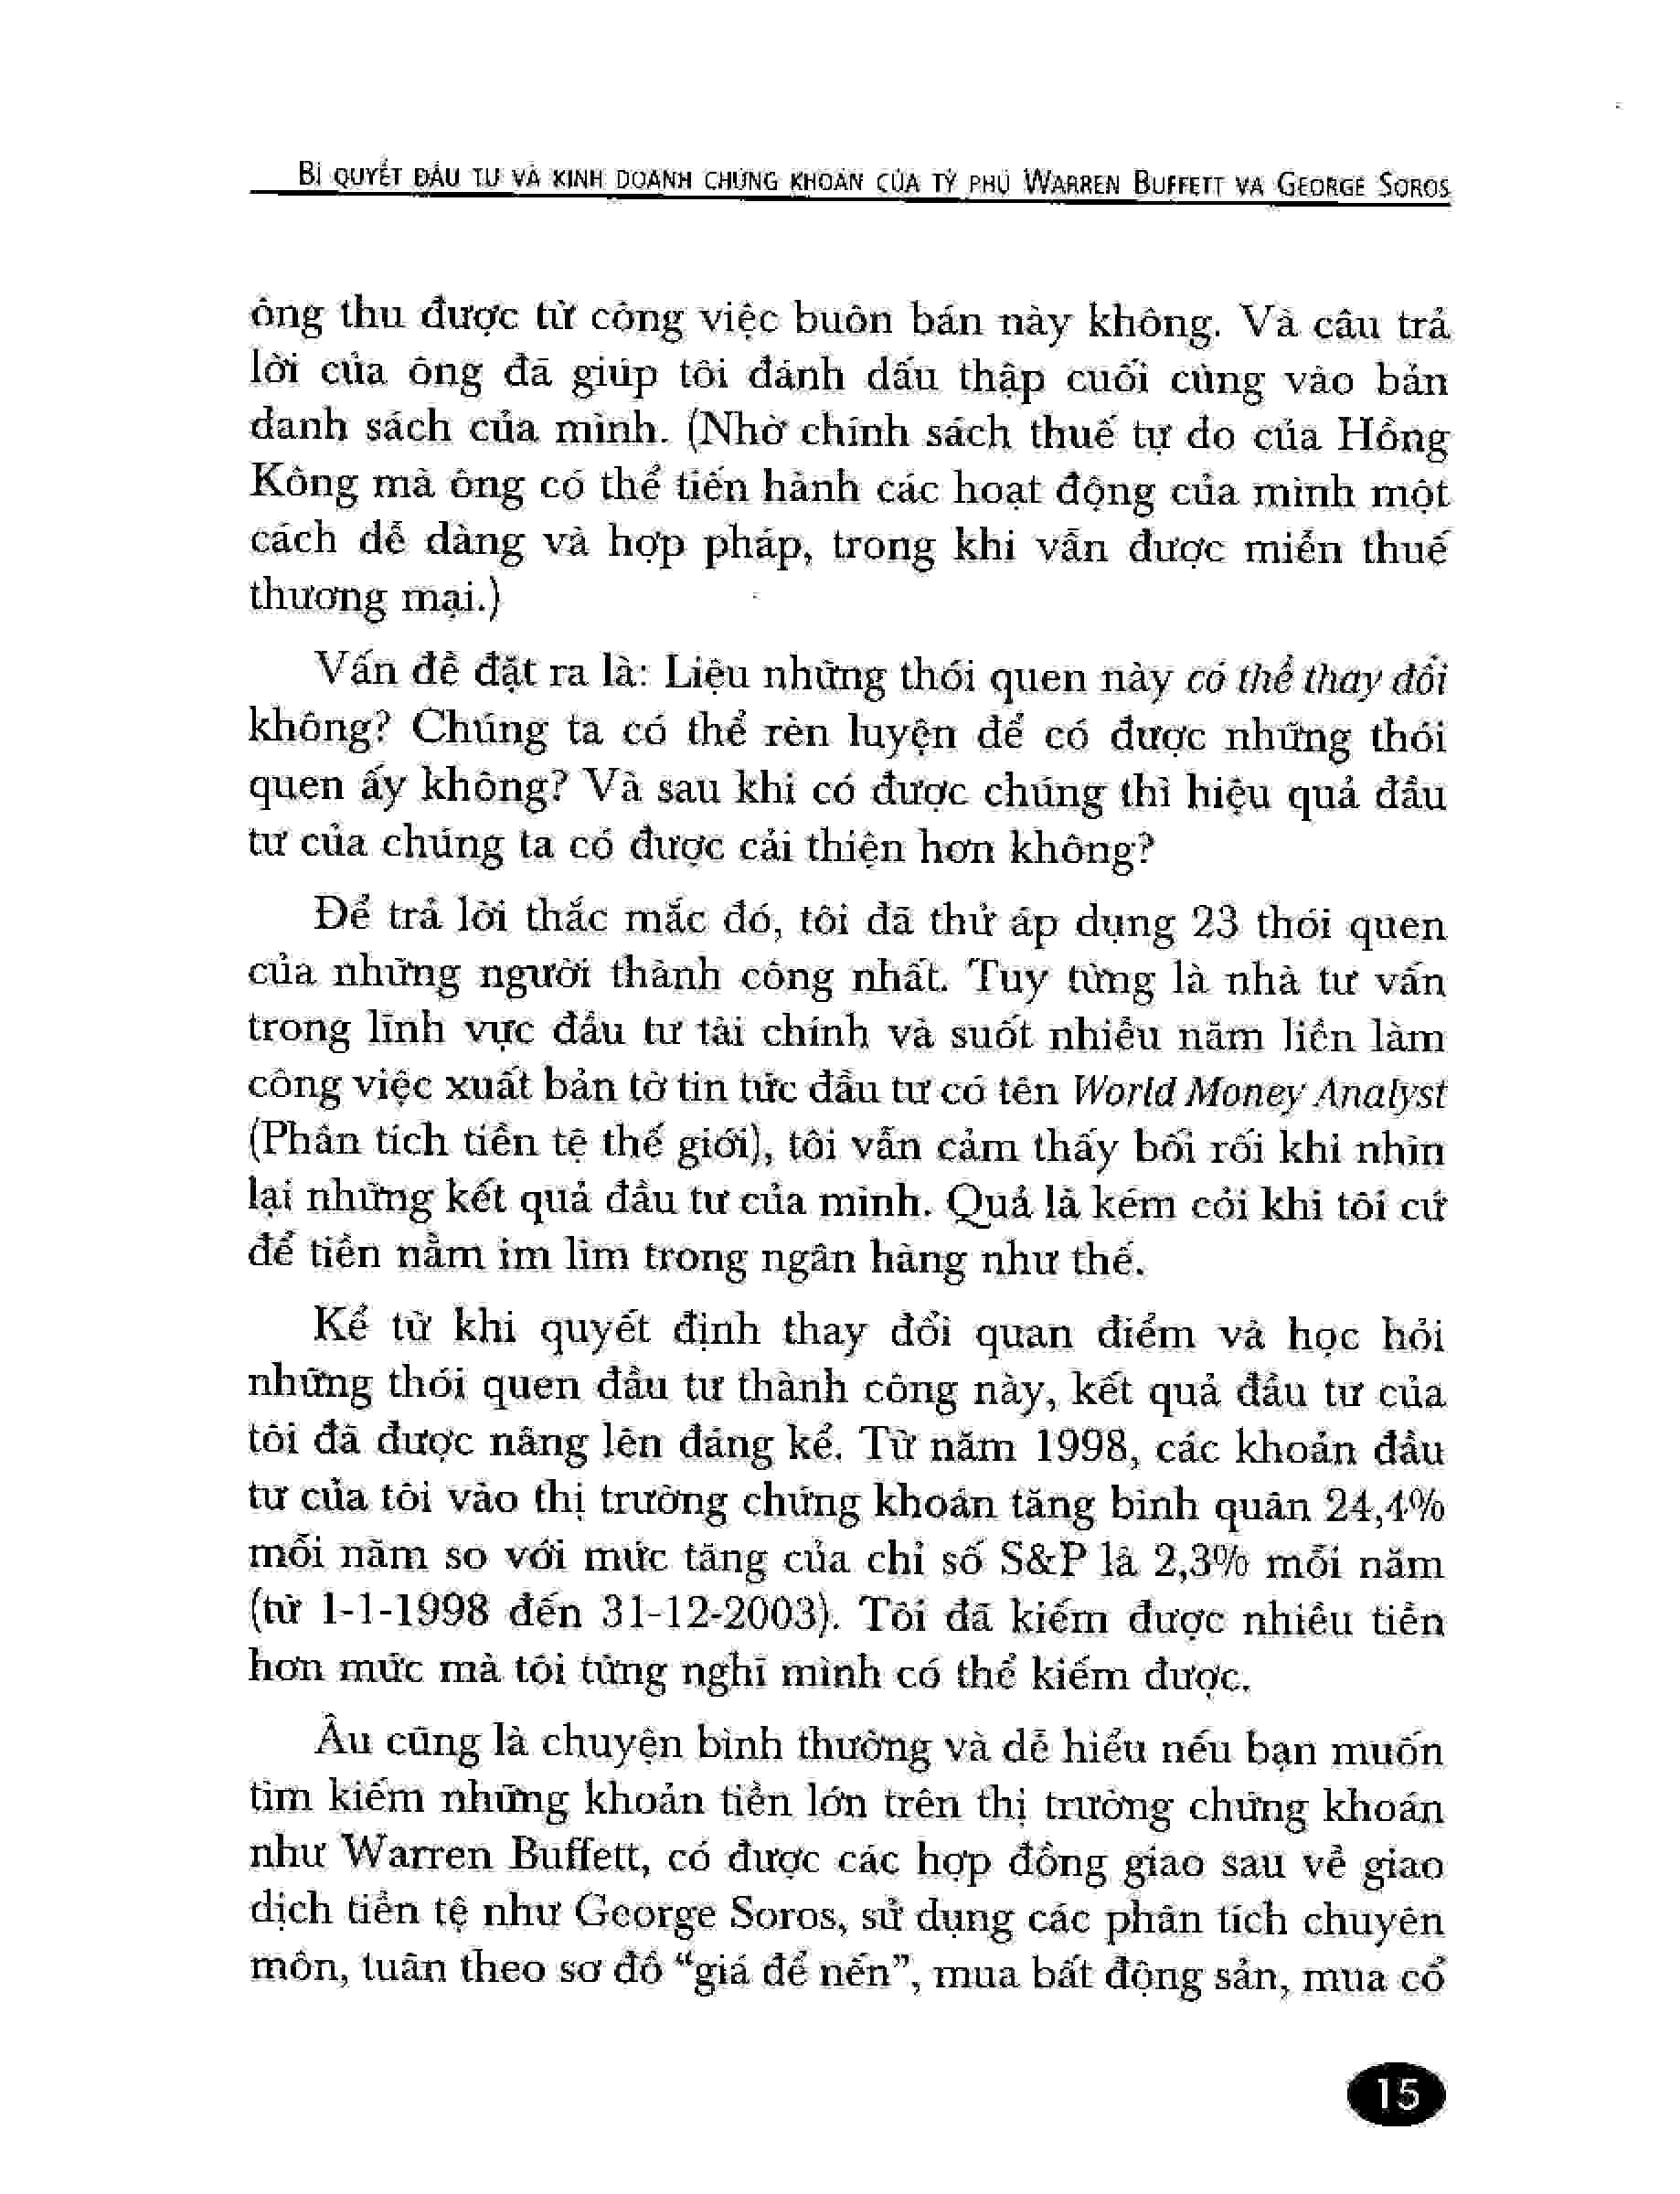 BÍ QUYẾT ĐẦU TƯ VÀ KINH DOANH CHỨNG KHOÁN CỦA TỶ PHÚ WARREN BUFFETT VÀ GEORGE SOROS
ông thu được từ công việc buôn bán này không. Và câu trả
lời của ông đã giúp tôi đánh dấu thập cuối cùng vào bản
danh sách của mình. (Nhờ chính sách thuế tự do của Hồng
Kông mà ông có thể tiến hành các hoạt động của mình một
cách dễ dàng và hợp pháp, trong khi vẫn được miễn thuế
thương mại.)
Vấn đề đặt ra là: Liệu những thói quen này có thể thay đổi
không? Chúng ta có thể rèn luyện để có được những thói
quen ấy không? Và sau khi có được chúng thì hiệu quả đầu
tư của chúng ta có được cải thiện hơn không?
Để trả lời thắc mắc đó, tôi đã thử áp dụng 23 thói quen
của những người thành công nhất. Tuy từng là nhà tư vấn
trong lĩnh vực đầu tư tài chính và suốt nhiều năm liền làm
công việc xuất bản tờ tin tức đầu tư có tên World Money Analyst
(Phân tích tiền tệ thế giới), tôi vẫn cảm thấy bối rối khi nhìn
lại những kết quả đầu tư của mình. Quả là kém cỏi khi tôi cứ
để tiền nằm im lìm trong ngân hàng như thế.
Kể từ khi quyết định thay đổi quan điểm và học hỏi
những thói quen đầu tư thành công này, kết quả đầu tư của
tôi đã được nâng lên đáng kể. Từ năm 1998, các khoản đầu
tư của tôi vào thị trường chứng khoán tăng bình quân 24,4%
mỗi năm so với mức tăng của chỉ số S&P là 2,3% mỗi năm
(từ 1-1-1998 đến 31-12-2003). Tôi đã kiếm được nhiều tiền
hơn mức mà tôi từng nghĩ mình có thể kiếm được.
Âu cũng là chuyện bình thường và dễ hiểu nếu bạn muốn
tìm kiếm những khoản tiền lớn trên thị trường chứng khoán
như Warren Buffett, có được các hợp đồng giao sau về giao
dịch tiền tệ như George Soros, sử dụng các phân tích chuyên
môn, tuân theo sơ đồ “giá để nến”, mua bất động sản, mua cổ
15